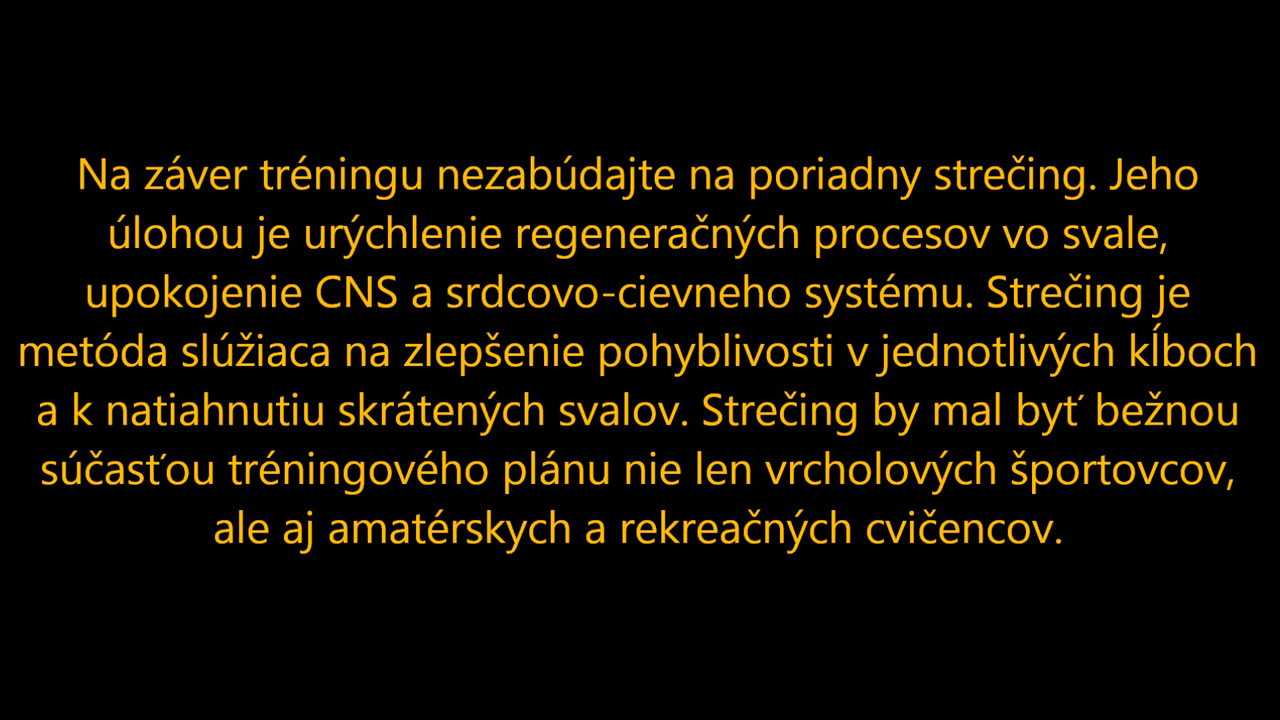 Na záver tréningu nezabúdajte na poriadny strečing. Jeho
úlohou je urýchlenie regeneračných procesov vo svale,
upokojenie CNS a srdcovo-cievneho systému. Strečing je
metóda slúžiaca na zlepšenie pohyblivosti v jednotlivých kĺboch
a k natiahnutiu skrátených svalov. Strečing by mal byť bežnou
súčasťou tréningového plánu nie len vrcholových športovcov,
ale aj amatérskych a rekreačných cvičencov.